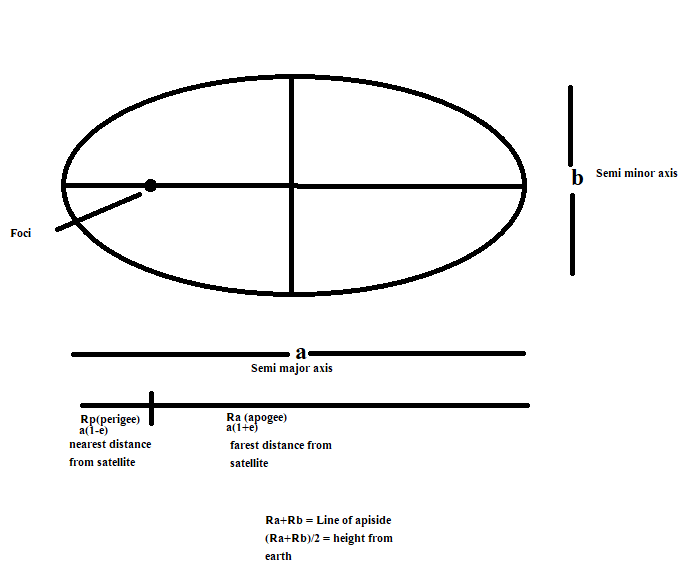 b
Semi minor axis
Foci
a
Semi major axis
Rp(perigee)
a(1-e)
nearest distance
from satellite
Ra (apogee)
a(1+e)
farest distance from
satellite
Ra+Rb = Line of apiside
(Ra+Rb)/2 = height from
earth